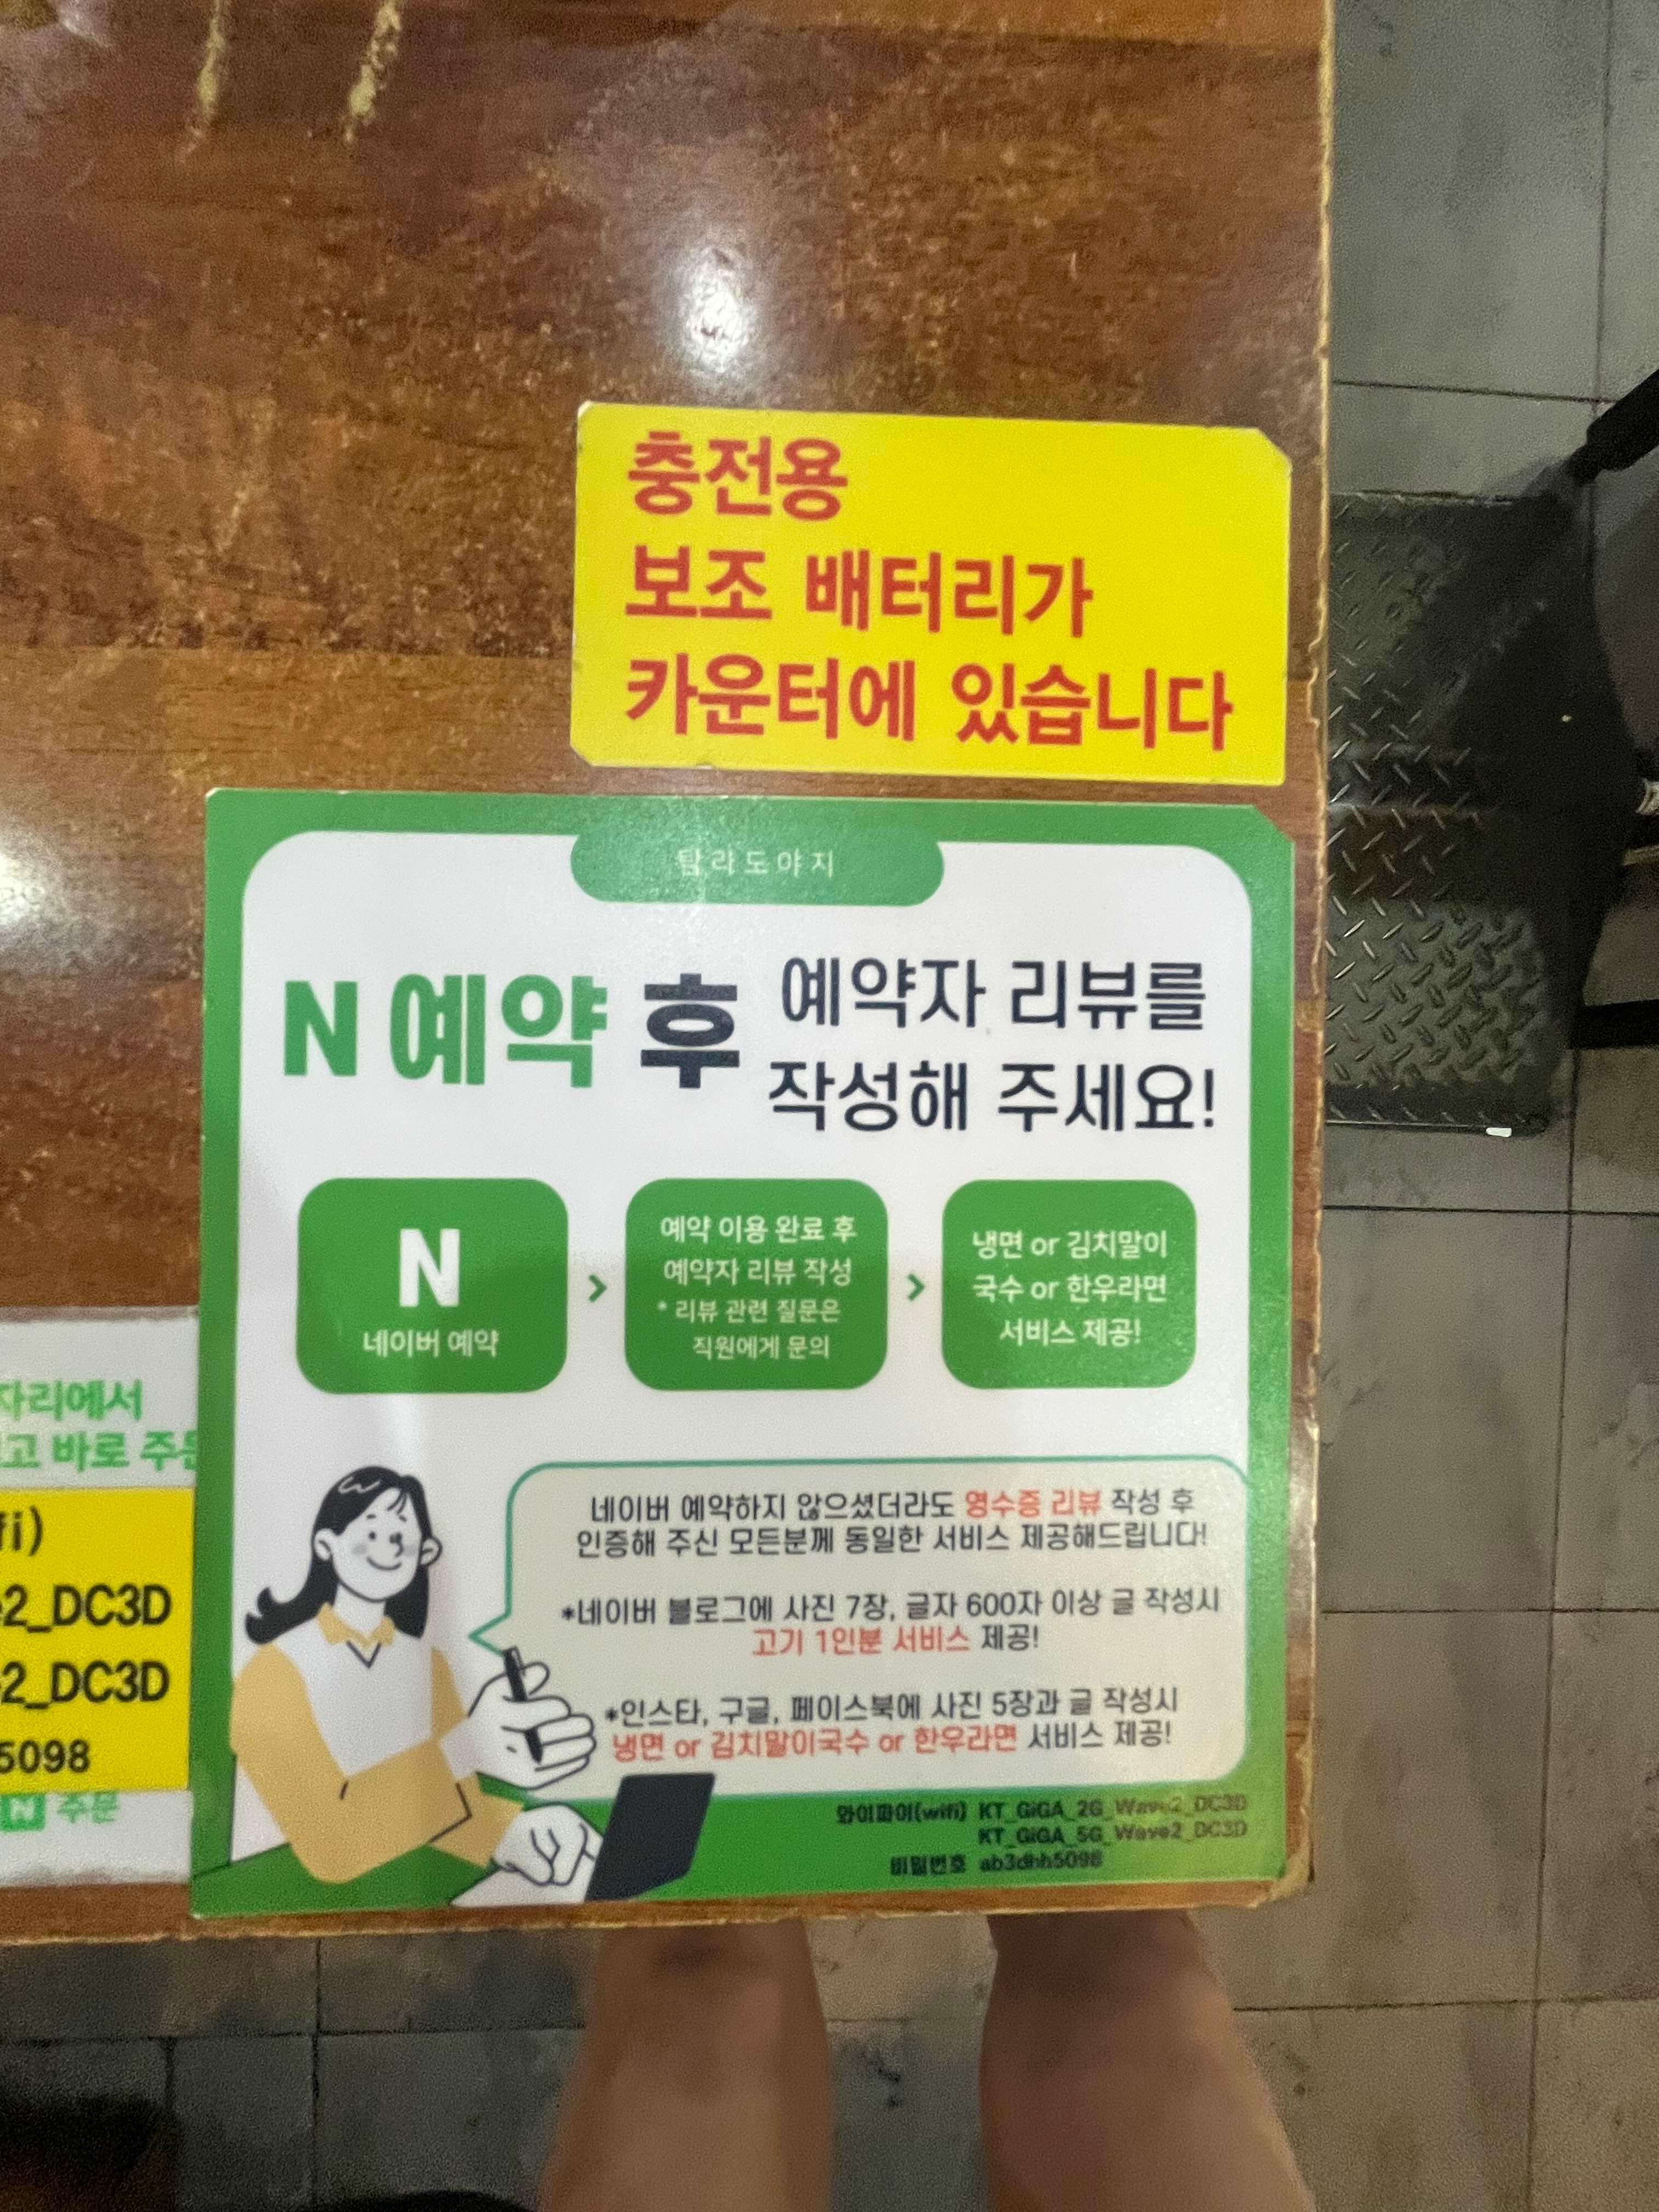 충전용
보조 배터리가
카운터에 있습니다
탐라도야지
N 예약 후
예약자 리뷰를
작성해 주세요!
N
네이버 예약
>
예약 이용 완료 후
예약자 리뷰 작성
* 리뷰 관련 질문은
직원에게 문의
>
냉면 or 김치말이
국수 or 한우라면
서비스 제공!
네이버 예약하지 않으셨더라도 영수증 리뷰 작성 후
인증해 주신 모든분께 동일한 서비스 제공해드립니다!
*네이버 블로그에 사진 7장, 글자 600자 이상 글 작성시
고기 1인분 서비스 제공!
*인스타, 구글, 페이스북에 사진 5장과 글 작성시
냉면 or 김치말이국수 or 한우라면 서비스 제공!
와이파이(wifi) KT_GiGA_2G_Wave2_DC3D
KT_GiGA_5G_Wave2_DC3D
비밀번호 ab3dhh5098
자리에서
고 바로 주문
fi)
e2_DC3D
e2_DC3D
5098
N 주문